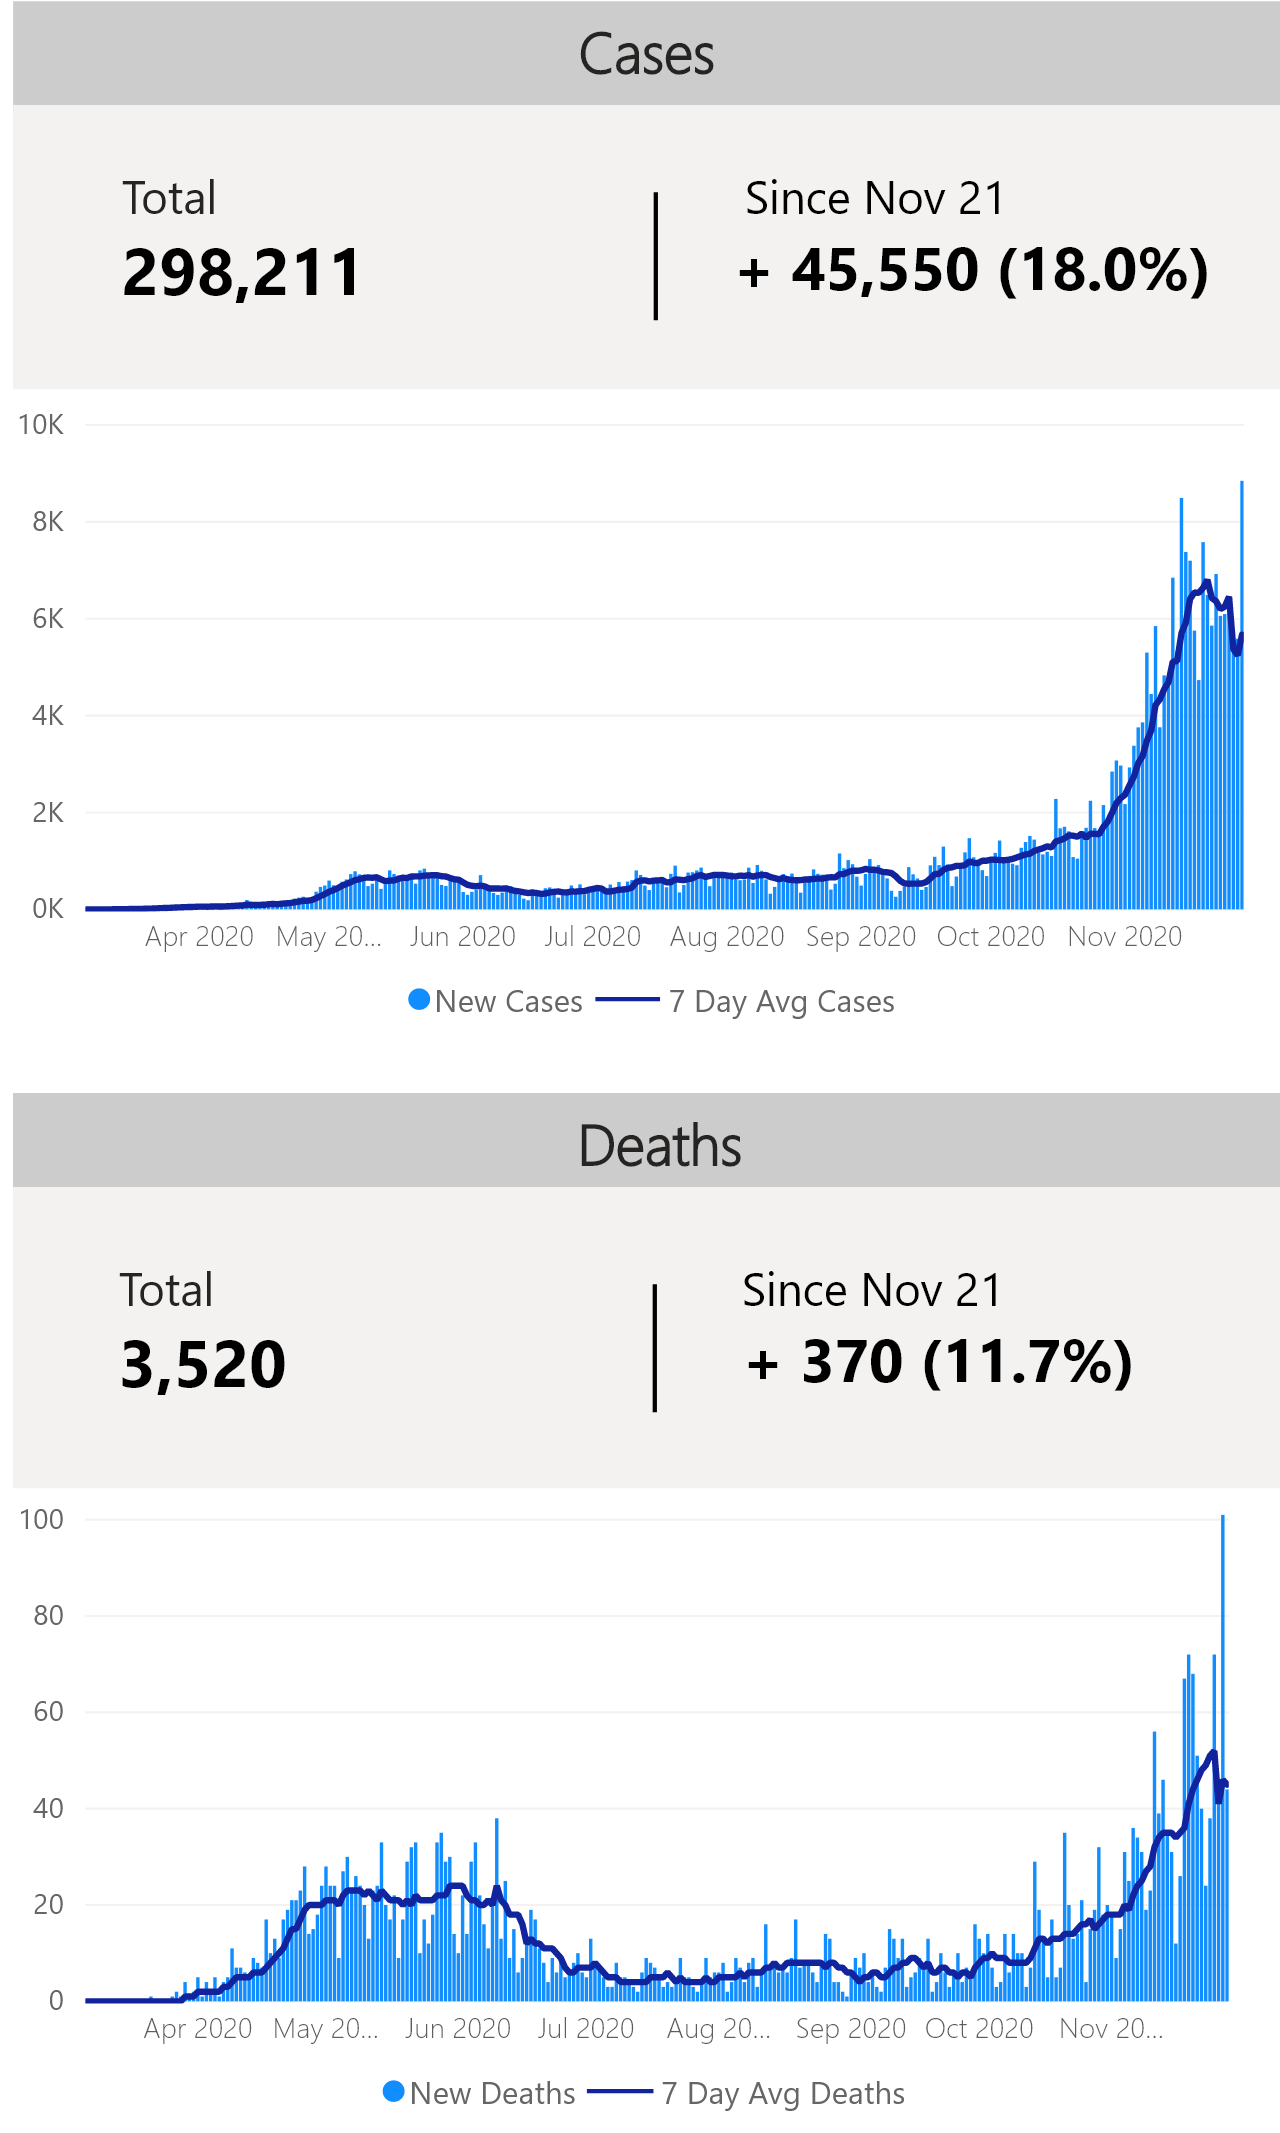 Cases
Total
Since Nov 21
298,211
+ 45,550 (18.0%)
10K
8K
6K
4K
2K
0K
Apr 2020 May 20... Jun 2020 Jul 2020 Aug 2020 Sep 2020 Oct 2020 Nov 2020
New Cases 7 Day Avg Cases
Deaths
Total
Since Nov 21
3,520
+ 370 (11.7%)
100
80
60
40
20
0
Apr 2020 May 20... Jun 2020 Jul 2020 Aug 20... Sep 2020 Oct 2020 Nov 20...
New Deaths 7 Day Avg Deaths